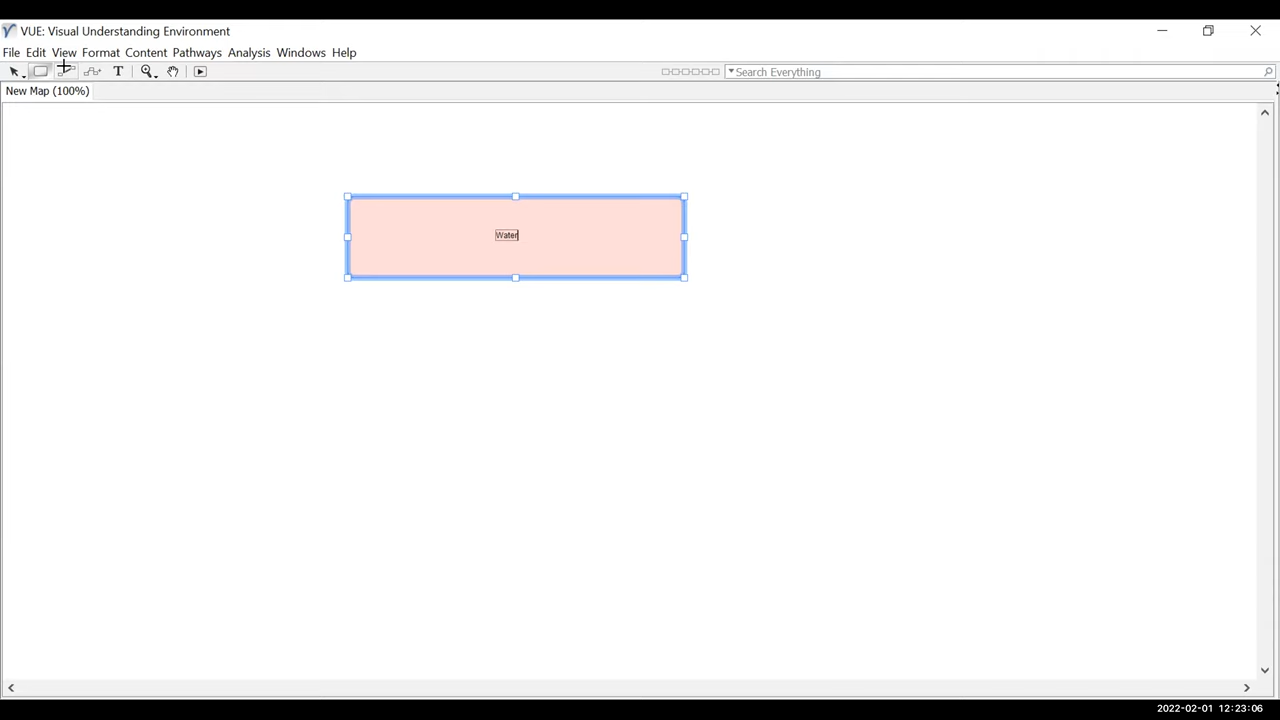 VUE: Visual Understanding Environment
File Edit View Format Content Pathways Analysis Windows Help
T Search Everything
New Map (100%)
Water
2022-02-01 12:23:06